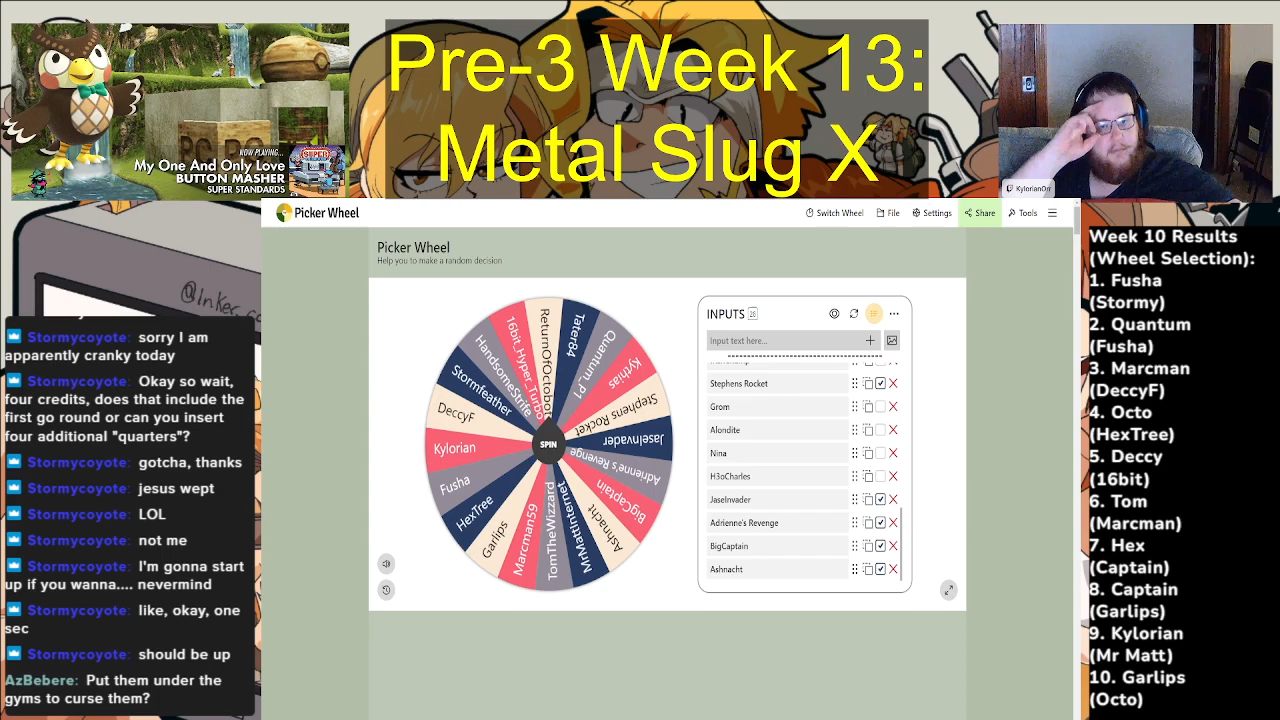 Pre-3 Week 13:
Metal Slug X
NOW PLAYING...
My One And Only Love
BUTTON MASHER
SUPER STANDARDS
SUPER
KylorianOrr
Picker Wheel
Switch Wheel
File
Settings
Share
Tools
Picker Wheel
Help you to make a random decision
ReturnOfOctobot
Tater84
Quantum_P1
Kythias
Stephens Rocket
JaseInvader
Adrienne's Revenge
BigCaptain
Ashnacht
MrMattInternet
TomTheWizzard
Marcman59
Garlips
HexTree
Fusha
Kylorian
DeccyF
Stormfeather
HandsomeStrife
16bit_Hyper_Turbo
SPIN
INPUTS
Input text here...
Stephens Rocket
Grom
Alondite
Nina
H3oCharles
JaseInvader
Adrienne's Revenge
BigCaptain
Ashnacht
@Inkec
Stormycoyote: sorry I am
apparently cranky today
Stormycoyote: Okay so wait,
four credits, does that include the
first go round or can you insert
four additional "quarters"?
Stormycoyote: gotcha, thanks
Stormycoyote: jesus wept
Stormycoyote: LOL
Stormycoyote: not me
Stormycoyote: I'm gonna start
up if you wanna.... nevermind
Stormycoyote: like, okay, one
sec
Stormycoyote: should be up
AzBebere: Put them under the
gyms to curse them?
Week 10 Results
(Wheel Selection):
1. Fusha
(Stormy)
2. Quantum
(Fusha)
3. Marcman
(DeccyF)
4. Octo
(HexTree)
5. Deccy
(16bit)
6. Tom
(Marcman)
7. Hex
(Captain)
8. Captain
(Garlips)
9. Kylorian
(Mr Matt)
10. Garlips
(Octo)